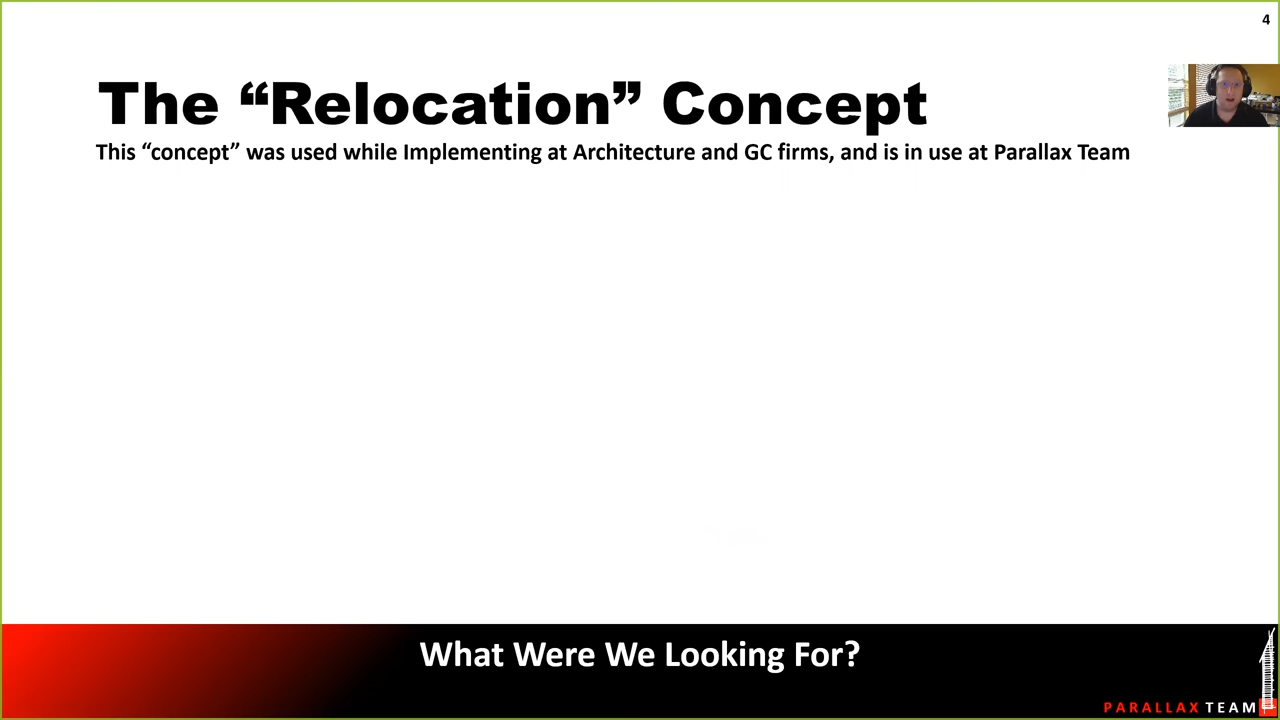 4
The “Relocation” Concept
This “concept” was used while Implementing at Architecture and GC firms, and is in use at Parallax Team
What Were We Looking For?
PARALLAX TEAM